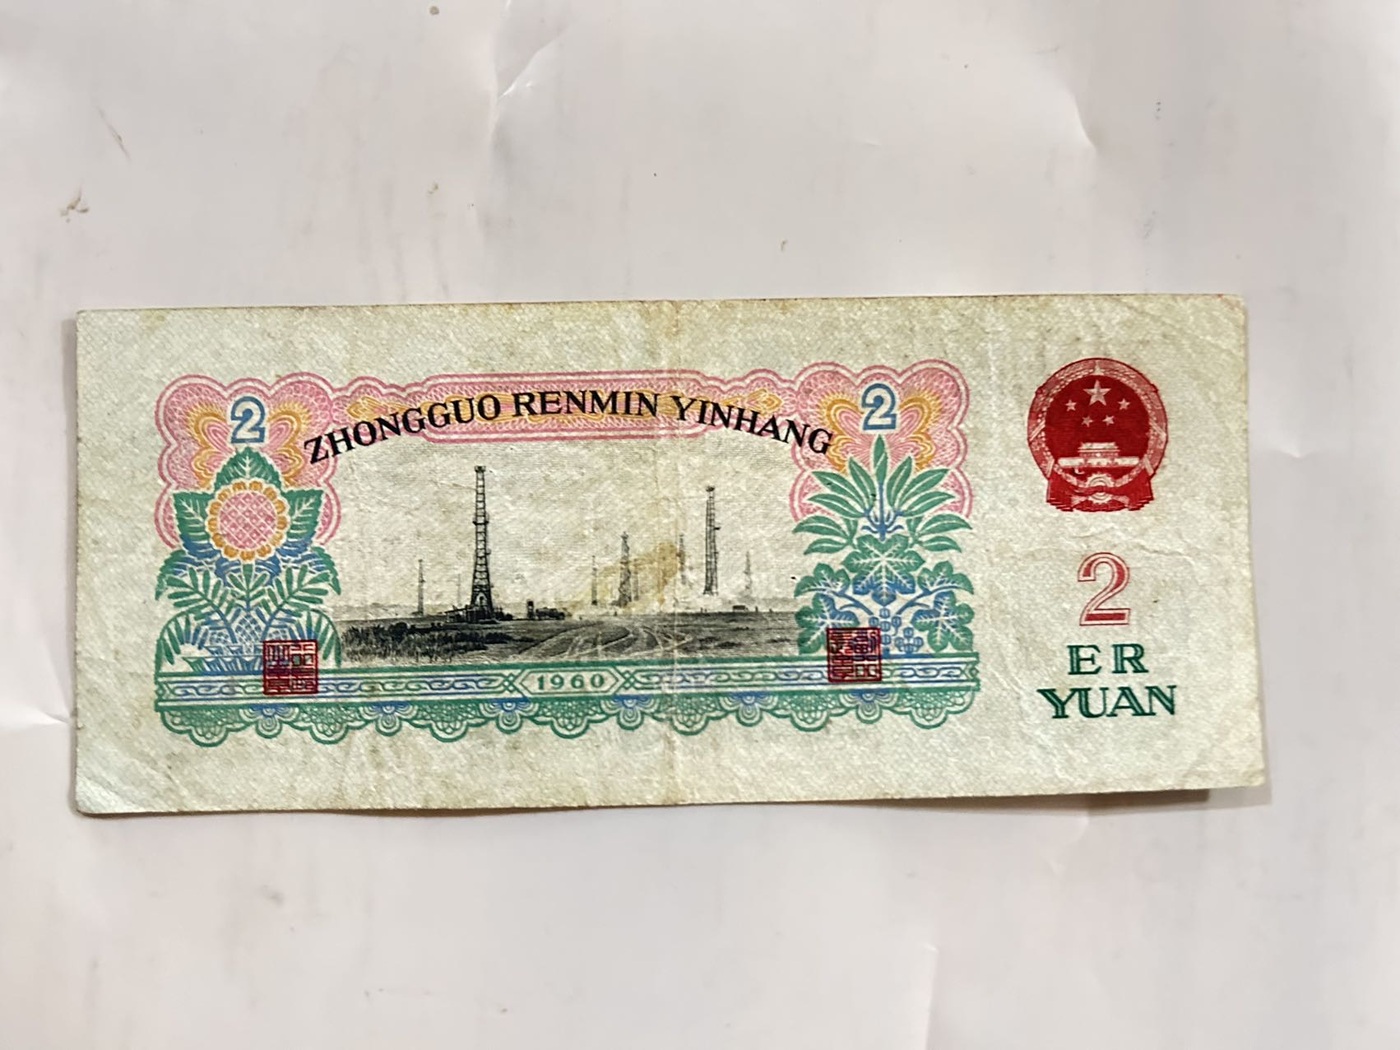 2
2
ZHONGGUO RENMIN YINHANG
1960
2
ER
YUAN